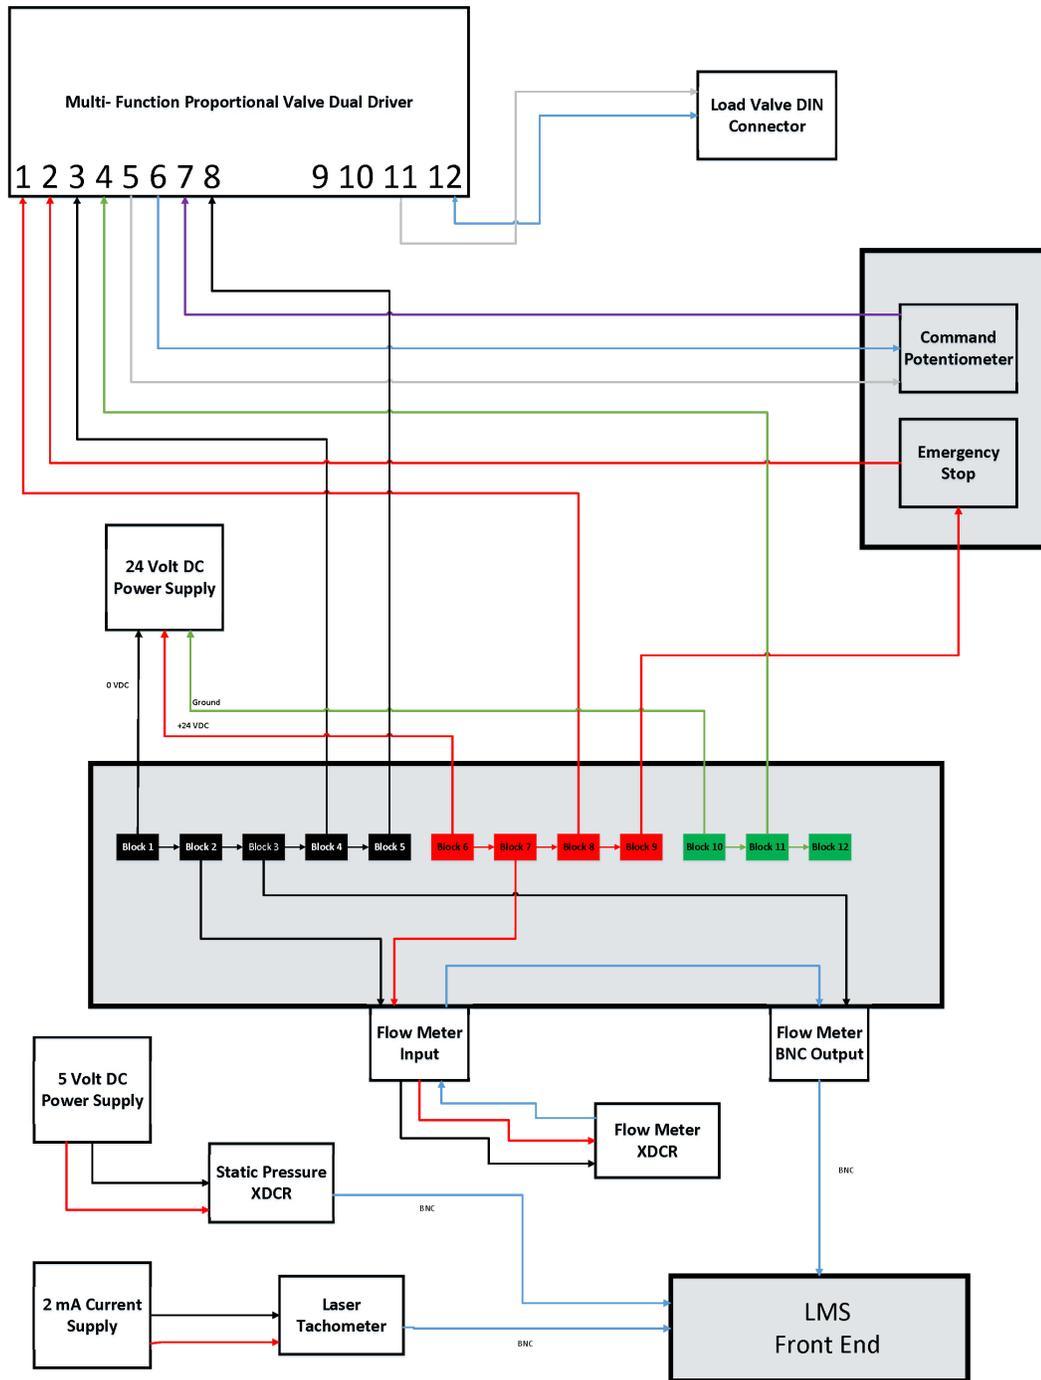 Multi- Function Proportional Valve Dual Driver
1 2 3 4 5 6 7 8 9 10 11 12
Load Valve DIN
Connector
Command
Potentiometer
Emergency
Stop
24 Volt DC
Power Supply
0 VDC
Ground
+24 VDC
Block 1
Block 2
Block 3
Block 4
Block 5
Block 6
Block 7
Block 8
Block 9
Block 10
Block 11
Block 12
Flow Meter
Input
Flow Meter
BNC Output
5 Volt DC
Power Supply
Flow Meter
XDCR
Static Pressure
XDCR
BNC
BNC
2 mA Current
Supply
Laser
Tachometer
BNC
LMS
Front End